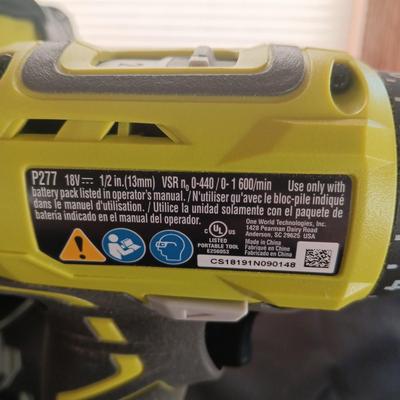 P277 18V⎓ 1/2 in.(13mm) VSR n₀ 0-440 / 0- 1 600/min Use only with
battery pack listed in operator's manual. / N'utiliser qu'avec le bloc-pile indiqué
dans le manuel d'utilisation. / Utilice la unidad solamente con el paquete de
batería indicado en el manual del operador.
One World Technologies, Inc.
1428 Pearman Dairy Road
Anderson, SC 29625 USA
Made in China
Fabriqué en Chine
Fabricado en China
C UL US
LISTED
PORTABLE TOOL
E256053
CS18191N090148